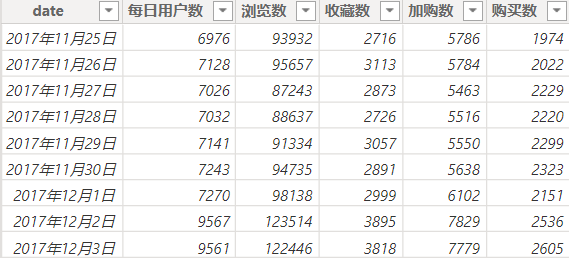 date 每日用户数 浏览数 收藏数 加购数 购买数
2017年11月25日 6976 93932 2716 5786 1974
2017年11月26日 7128 95657 3113 5784 2022
2017年11月27日 7026 87243 2873 5463 2229
2017年11月28日 7032 88637 2726 5516 2220
2017年11月29日 7141 91334 3057 5550 2299
2017年11月30日 7243 94735 2891 5638 2323
2017年12月1日 7270 98138 2999 6102 2151
2017年12月2日 9567 123514 3895 7829 2536
2017年12月3日 9561 122446 3818 7779 2605